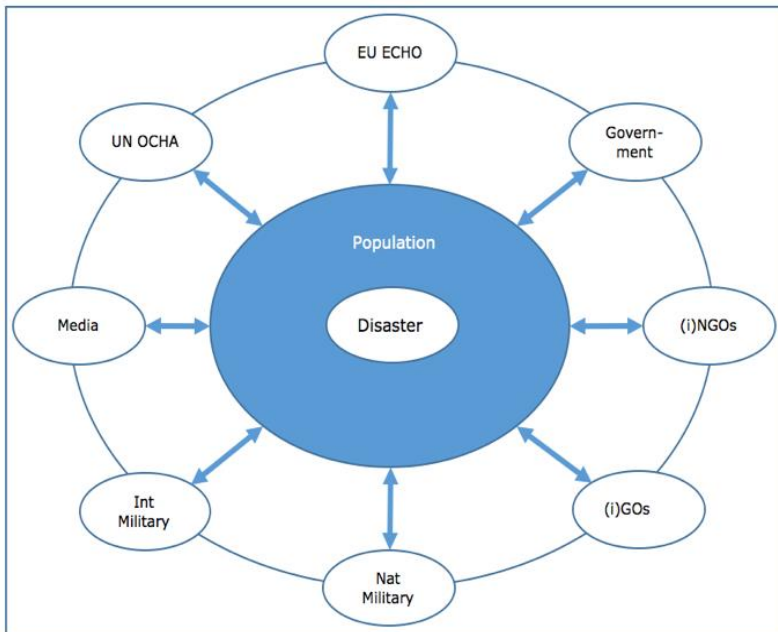 EU ECHO
UN OCHA
Govern-
ment
Population
Media
Disaster
(i)NGOs
Int
Military
(i)GOs
Nat
Military